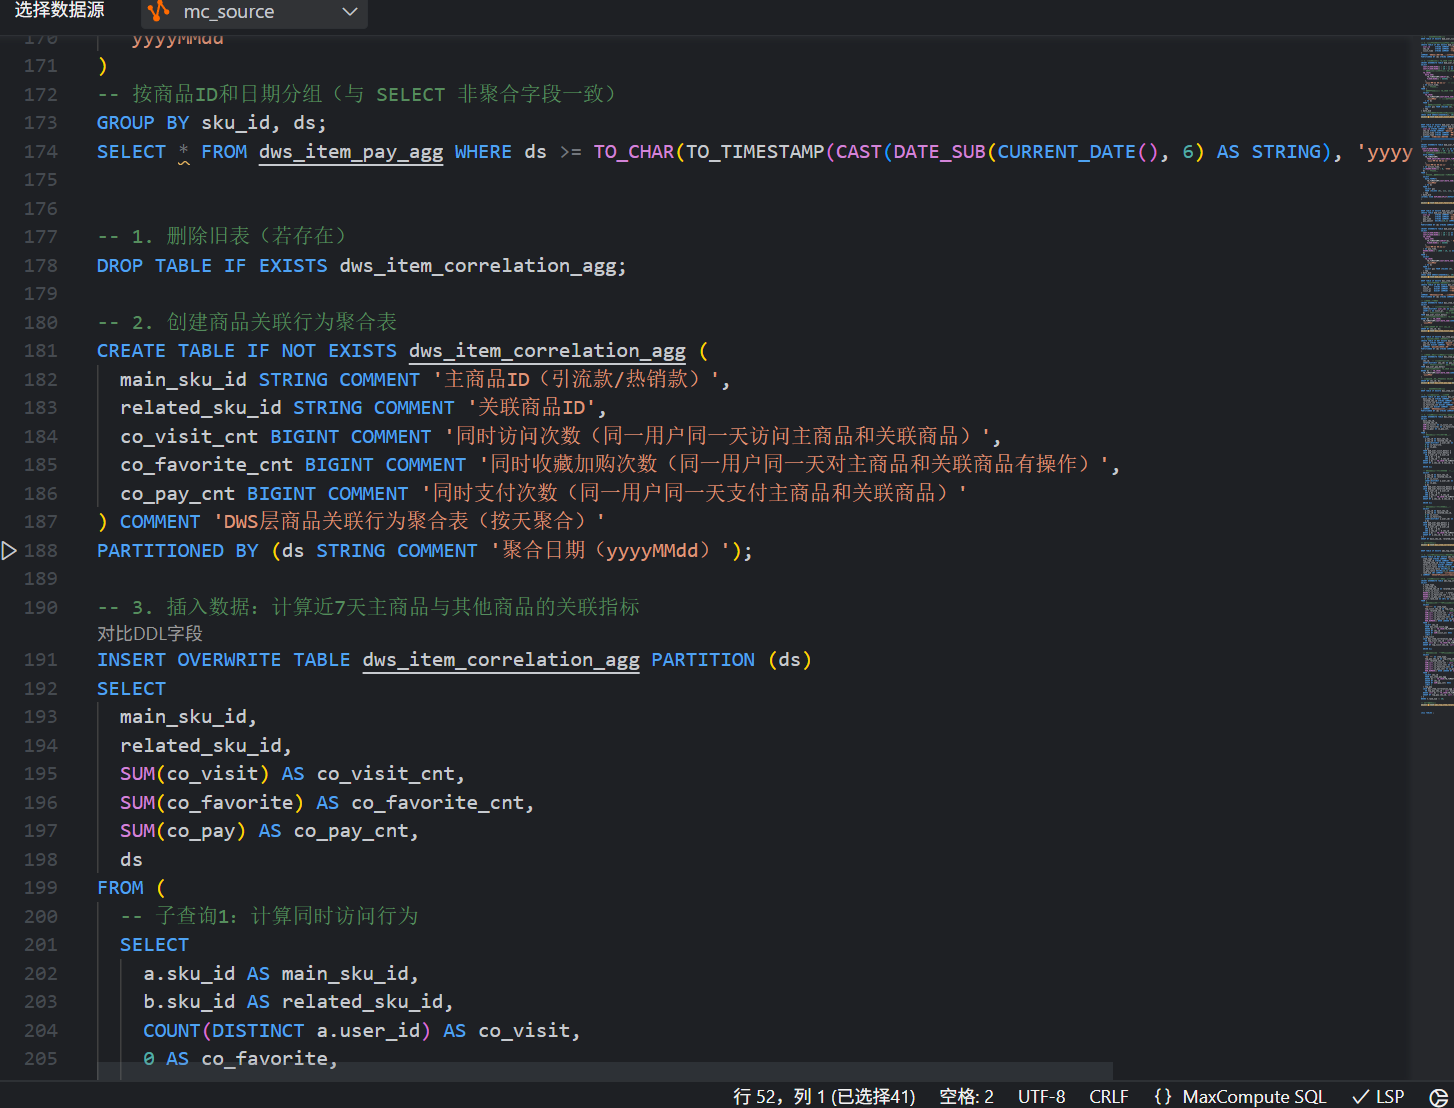 选择数据源 mc_source
170 yyyyMMdd
171 )
172 -- 按商品ID和日期分组（与 SELECT 非聚合字段一致）
173 GROUP BY sku_id, ds;
174 SELECT * FROM dws_item_pay_agg WHERE ds >= TO_CHAR(TO_TIMESTAMP(CAST(DATE_SUB(CURRENT_DATE(), 6) AS STRING), 'yyyy
175
176
177 -- 1. 删除旧表（若存在）
178 DROP TABLE IF EXISTS dws_item_correlation_agg;
179
180 -- 2. 创建商品关联行为聚合表
181 CREATE TABLE IF NOT EXISTS dws_item_correlation_agg (
182 main_sku_id STRING COMMENT '主商品ID（引流款/热销款）',
183 related_sku_id STRING COMMENT '关联商品ID',
184 co_visit_cnt BIGINT COMMENT '同时访问次数（同一用户同一天访问主商品和关联商品）',
185 co_favorite_cnt BIGINT COMMENT '同时收藏加购次数（同一用户同一天对主商品和关联商品有操作）',
186 co_pay_cnt BIGINT COMMENT '同时支付次数（同一用户同一天支付主商品和关联商品）'
187 ) COMMENT 'DWS层商品关联行为聚合表（按天聚合）'
188 PARTITIONED BY (ds STRING COMMENT '聚合日期（yyyyMMdd）');
189
190 -- 3. 插入数据：计算近7天主商品与其他商品的关联指标
对比DDL字段
191 INSERT OVERWRITE TABLE dws_item_correlation_agg PARTITION (ds)
192 SELECT
193 main_sku_id,
194 related_sku_id,
195 SUM(co_visit) AS co_visit_cnt,
196 SUM(co_favorite) AS co_favorite_cnt,
197 SUM(co_pay) AS co_pay_cnt,
198 ds
199 FROM (
200 -- 子查询1：计算同时访问行为
201 SELECT
202 a.sku_id AS main_sku_id,
203 b.sku_id AS related_sku_id,
204 COUNT(DISTINCT a.user_id) AS co_visit,
205 0 AS co_favorite,
行 52，列 1 (已选择41) 空格: 2 UTF-8 CRLF {} MaxCompute SQL ✓ LSP